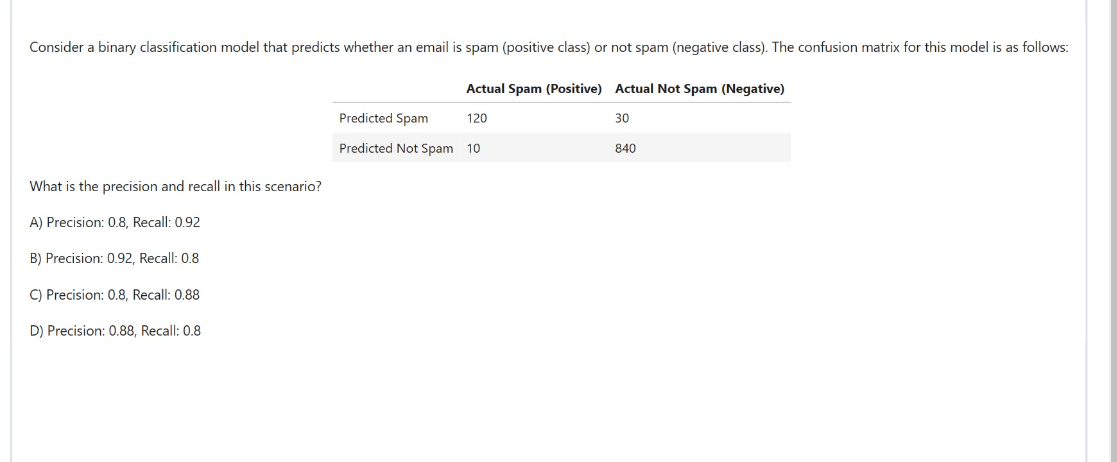 Consider a binary classification model that predicts whether an email is spam (positive class) or not spam (negative class). The confusion matrix for this model is as follows:
Actual Spam (Positive) Actual Not Spam (Negative)
Predicted Spam 120 30
Predicted Not Spam 10 840
What is the precision and recall in this scenario?
A) Precision: 0.8, Recall: 0.92
B) Precision: 0.92, Recall: 0.8
C) Precision: 0.8, Recall: 0.88
D) Precision: 0.88, Recall: 0.8